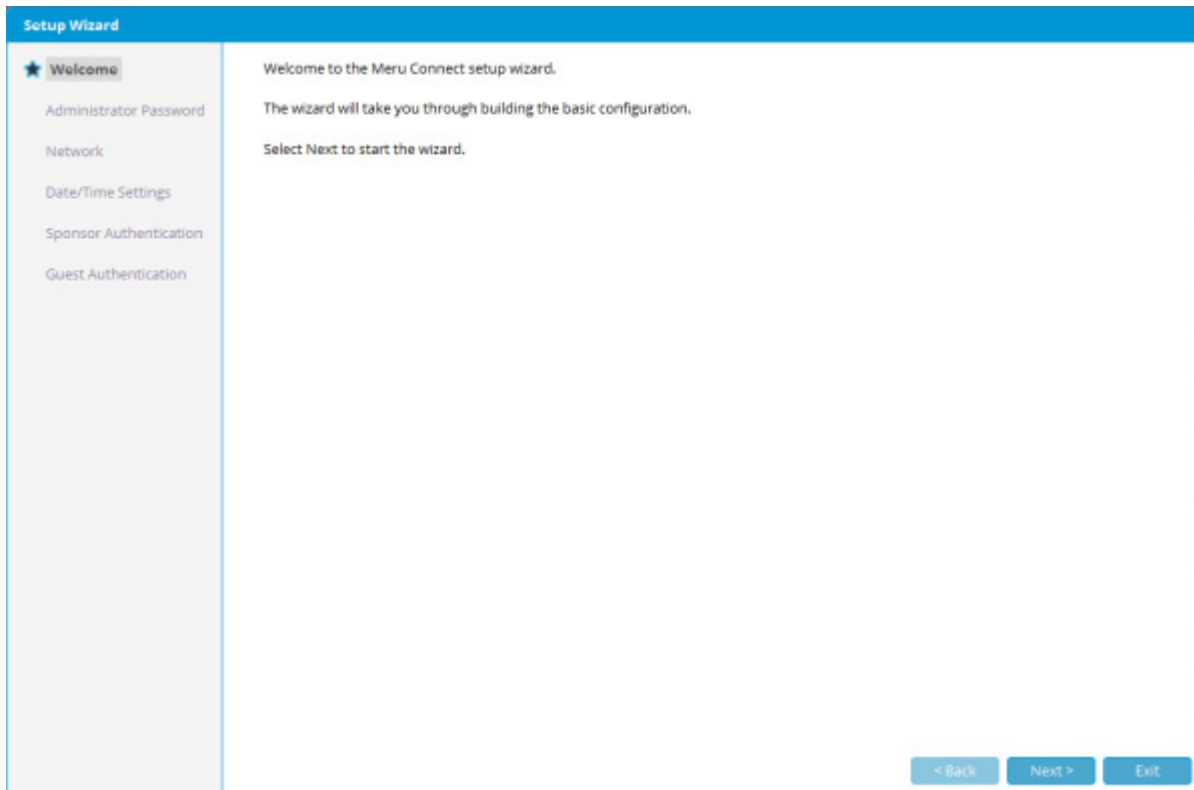 Setup Wizard
Welcome
Administrator Password
Network
Date/Time Settings
Sponsor Authentication
Guest Authentication
Welcome to the Meru Connect setup wizard.
The wizard will take you through building the basic configuration.
Select Next to start the wizard.
< Back
Next >
Exit